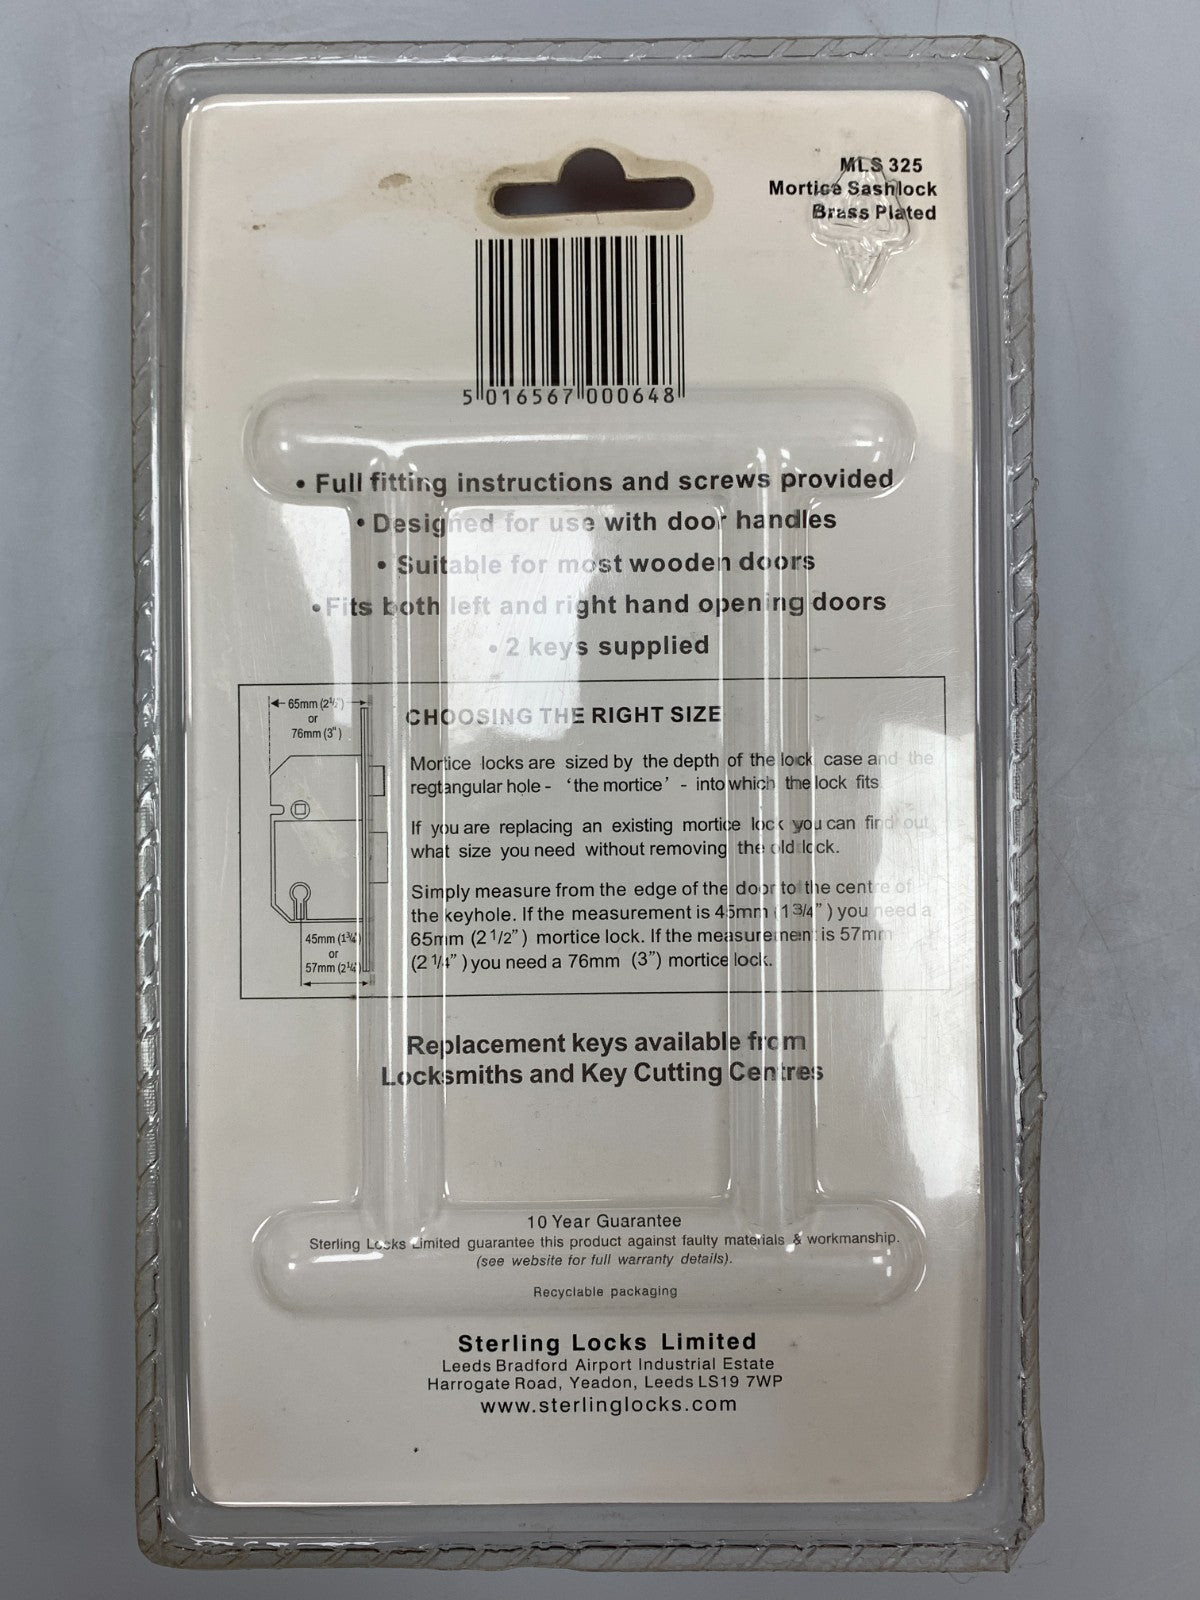 MLS 325
Mortice Sashlock
Brass Plated
5 016567 000648
• Full fitting instructions and screws provided
• Designed for use with door handles
• Suitable for most wooden doors
• Fits both left and right hand opening doors
• 2 keys supplied
65mm (2½")
or
76mm (3")
CHOOSING THE RIGHT SIZE
Mortice locks are sized by the depth of the lock case and the
regtangular hole - 'the mortice' - into which the lock fits.
If you are replacing an existing mortice lock you can find out
what size you need without removing the old lock.
Simply measure from the edge of the door to the centre of
the keyhole. If the measurement is 45mm (1 3/4") you need a
65mm (2 1/2") mortice lock. If the measurement is 57mm
(2 1/4") you need a 76mm (3") mortice lock.
45mm (1¾")
or
57mm (2¼")
Replacement keys available from
Locksmiths and Key Cutting Centres
10 Year Guarantee
Sterling Locks Limited guarantee this product against faulty materials & workmanship.
(see website for full warranty details).
Recyclable packaging
Sterling Locks Limited
Leeds Bradford Airport Industrial Estate
Harrogate Road, Yeadon, Leeds LS19 7WP
www.sterlinglocks.com